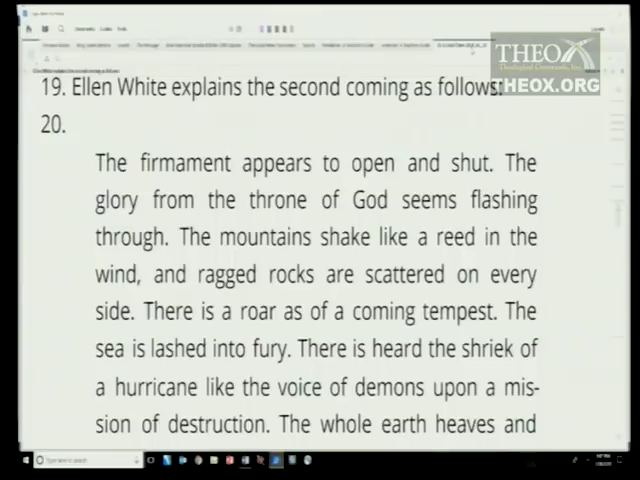 THEOX
THEOX.ORG
19. Ellen White explains the second coming as follows:
20.
The firmament appears to open and shut. The
glory from the throne of God seems flashing
through. The mountains shake like a reed in the
wind, and ragged rocks are scattered on every
side. There is a roar as of a coming tempest. The
sea is lashed into fury. There is heard the shriek of
a hurricane like the voice of demons upon a mis-
sion of destruction. The whole earth heaves and
Type here to search